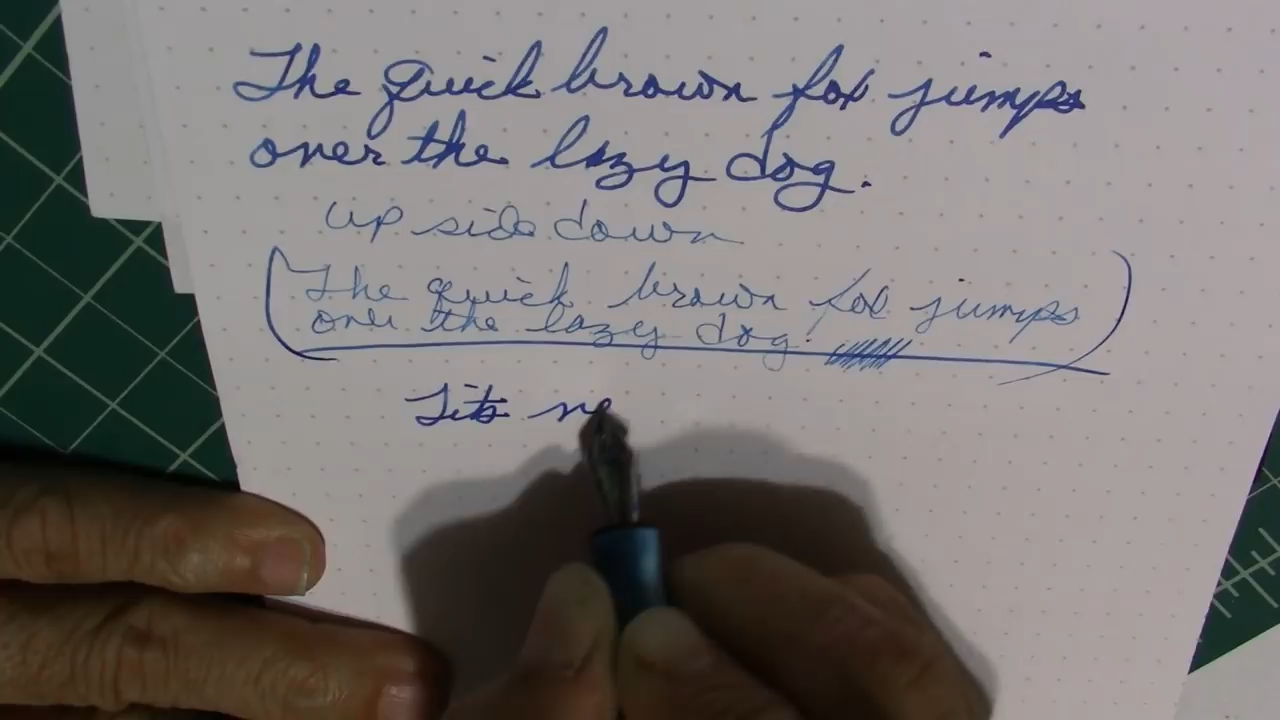 The quick brown fox jumps
over the lazy dog.
up side down
The quick brown fox jumps
over the lazy dog.